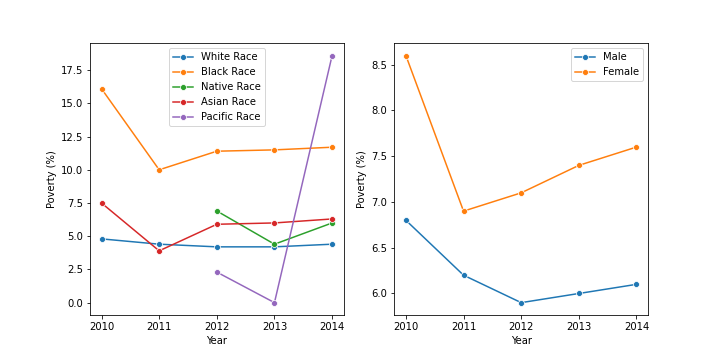 White Race
Black Race
Native Race
Asian Race
Pacific Race
17.5
15.0
12.5
10.0
7.5
5.0
2.5
0.0
Poverty (%)
2010 2011 2012 2013 2014
Year
Male
Female
8.5
8.0
7.5
7.0
6.5
6.0
Poverty (%)
2010 2011 2012 2013 2014
Year